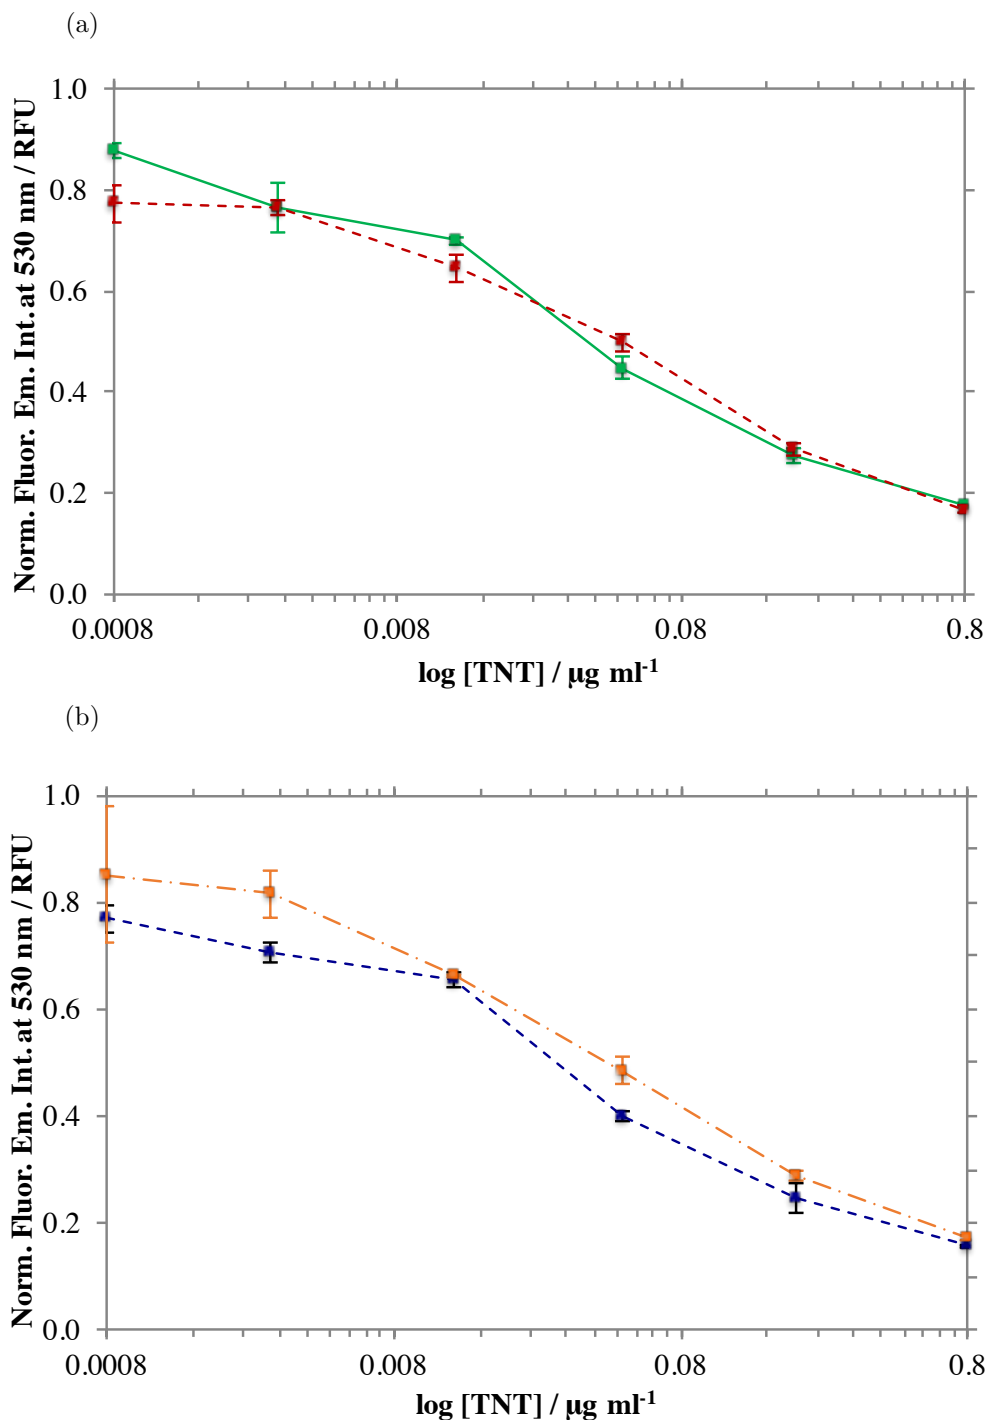 (a)
1.0
0.8
0.6
0.4
0.2
0.0
Norm. Fluor. Em. Int. at 530 nm / RFU
0.0008 0.008 0.08 0.8
log [TNT] / µg ml-1
(b)
1.0
0.8
0.6
0.4
0.2
0.0
Norm. Fluor. Em. Int. at 530 nm / RFU
0.0008 0.008 0.08 0.8
log [TNT] / µg ml-1